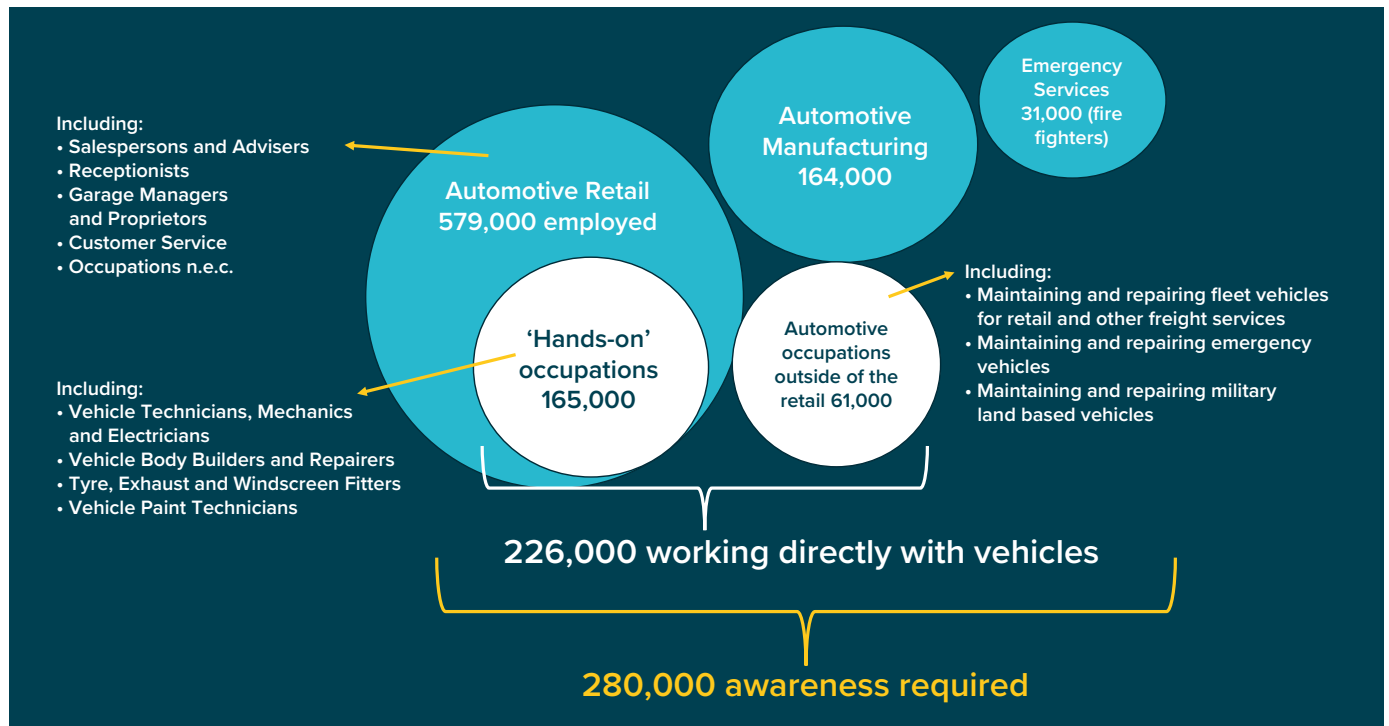 Including:
• Salespersons and Advisers
• Receptionists
• Garage Managers
and Proprietors
• Customer Service
• Occupations n.e.c.
Automotive Retail
579,000 employed
Automotive
Manufacturing
164,000
Emergency
Services
31,000 (fire
fighters)
Including:
• Vehicle Technicians, Mechanics
and Electricians
• Vehicle Body Builders and Repairers
• Tyre, Exhaust and Windscreen Fitters
• Vehicle Paint Technicians
‘Hands-on’
occupations
165,000
Automotive
occupations
outside of the
retail 61,000
Including:
• Maintaining and repairing fleet vehicles
for retail and other freight services
• Maintaining and repairing emergency
vehicles
• Maintaining and repairing military
land based vehicles
226,000 working directly with vehicles
280,000 awareness required